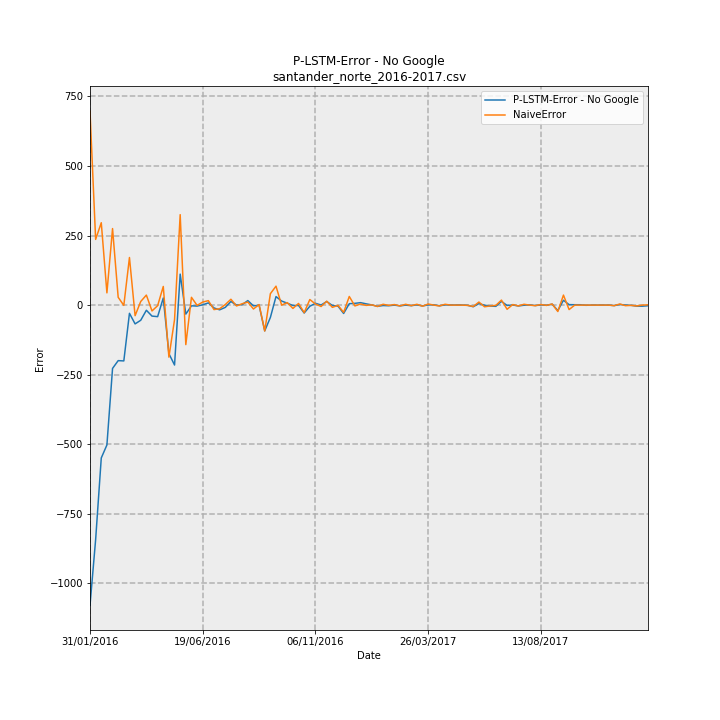 P-LSTM-Error - No Google
santander_norte_2016-2017.csv
P-LSTM-Error - No Google
NaiveError
750
500
250
0
−250
−500
−750
−1000
Error
31/01/2016 19/06/2016 06/11/2016 26/03/2017 13/08/2017
Date